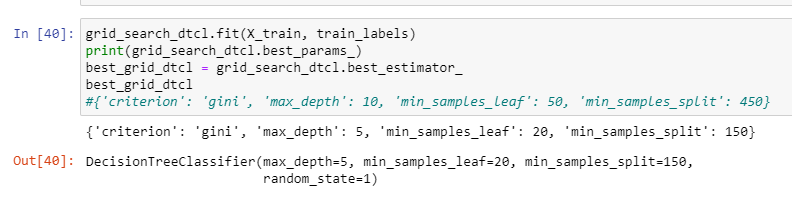 In [40]: grid_search_dtcl.fit(X_train, train_labels)
print(grid_search_dtcl.best_params_)
best_grid_dtcl = grid_search_dtcl.best_estimator_
best_grid_dtcl
#{'criterion': 'gini', 'max_depth': 10, 'min_samples_leaf': 50, 'min_samples_split': 450}
{'criterion': 'gini', 'max_depth': 5, 'min_samples_leaf': 20, 'min_samples_split': 150}
Out[40]: DecisionTreeClassifier(max_depth=5, min_samples_leaf=20, min_samples_split=150,
random_state=1)